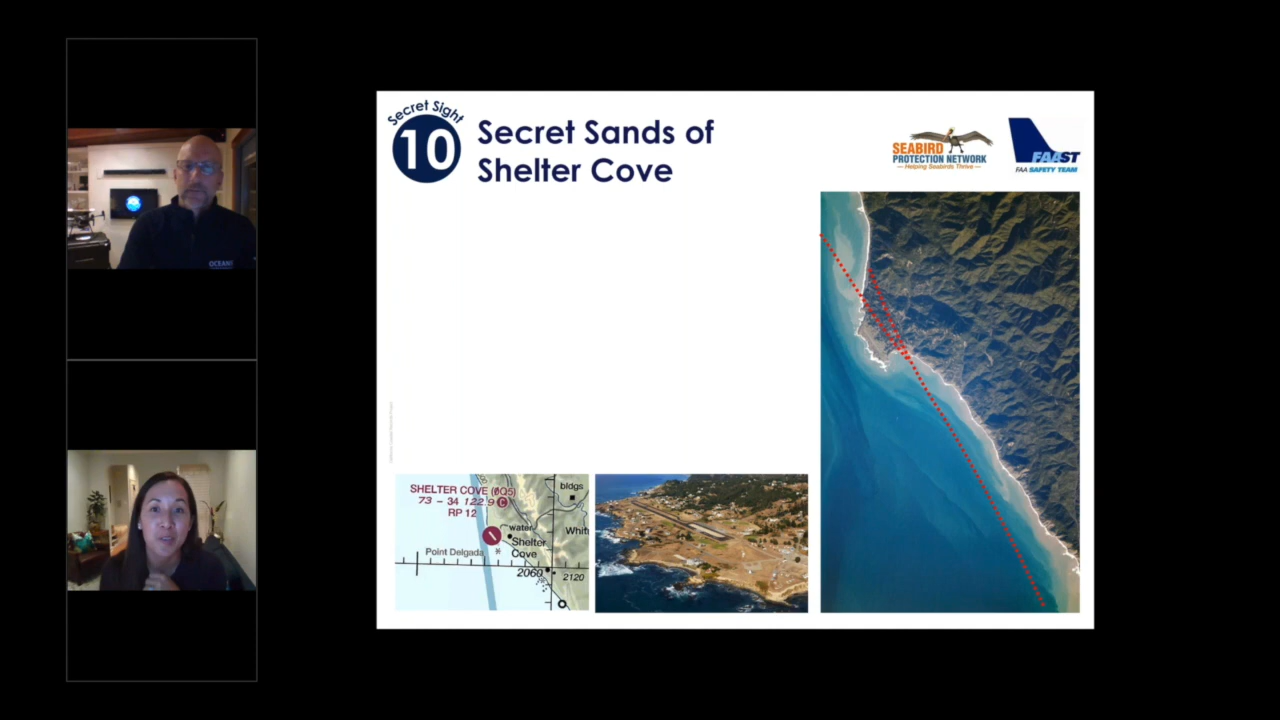 Secret Sight
10
Secret Sands of
Shelter Cove
SEABIRD
PROTECTION NETWORK
— Helping Seabirds Thrive —
FAAST
FAA SAFETY TEAM
OCEANS
SHELTER COVE (0Q5)
73 – 34 122.9 C
RP 12
bldgs
water
Shelter
Cove
Point Delgada
2060
2120